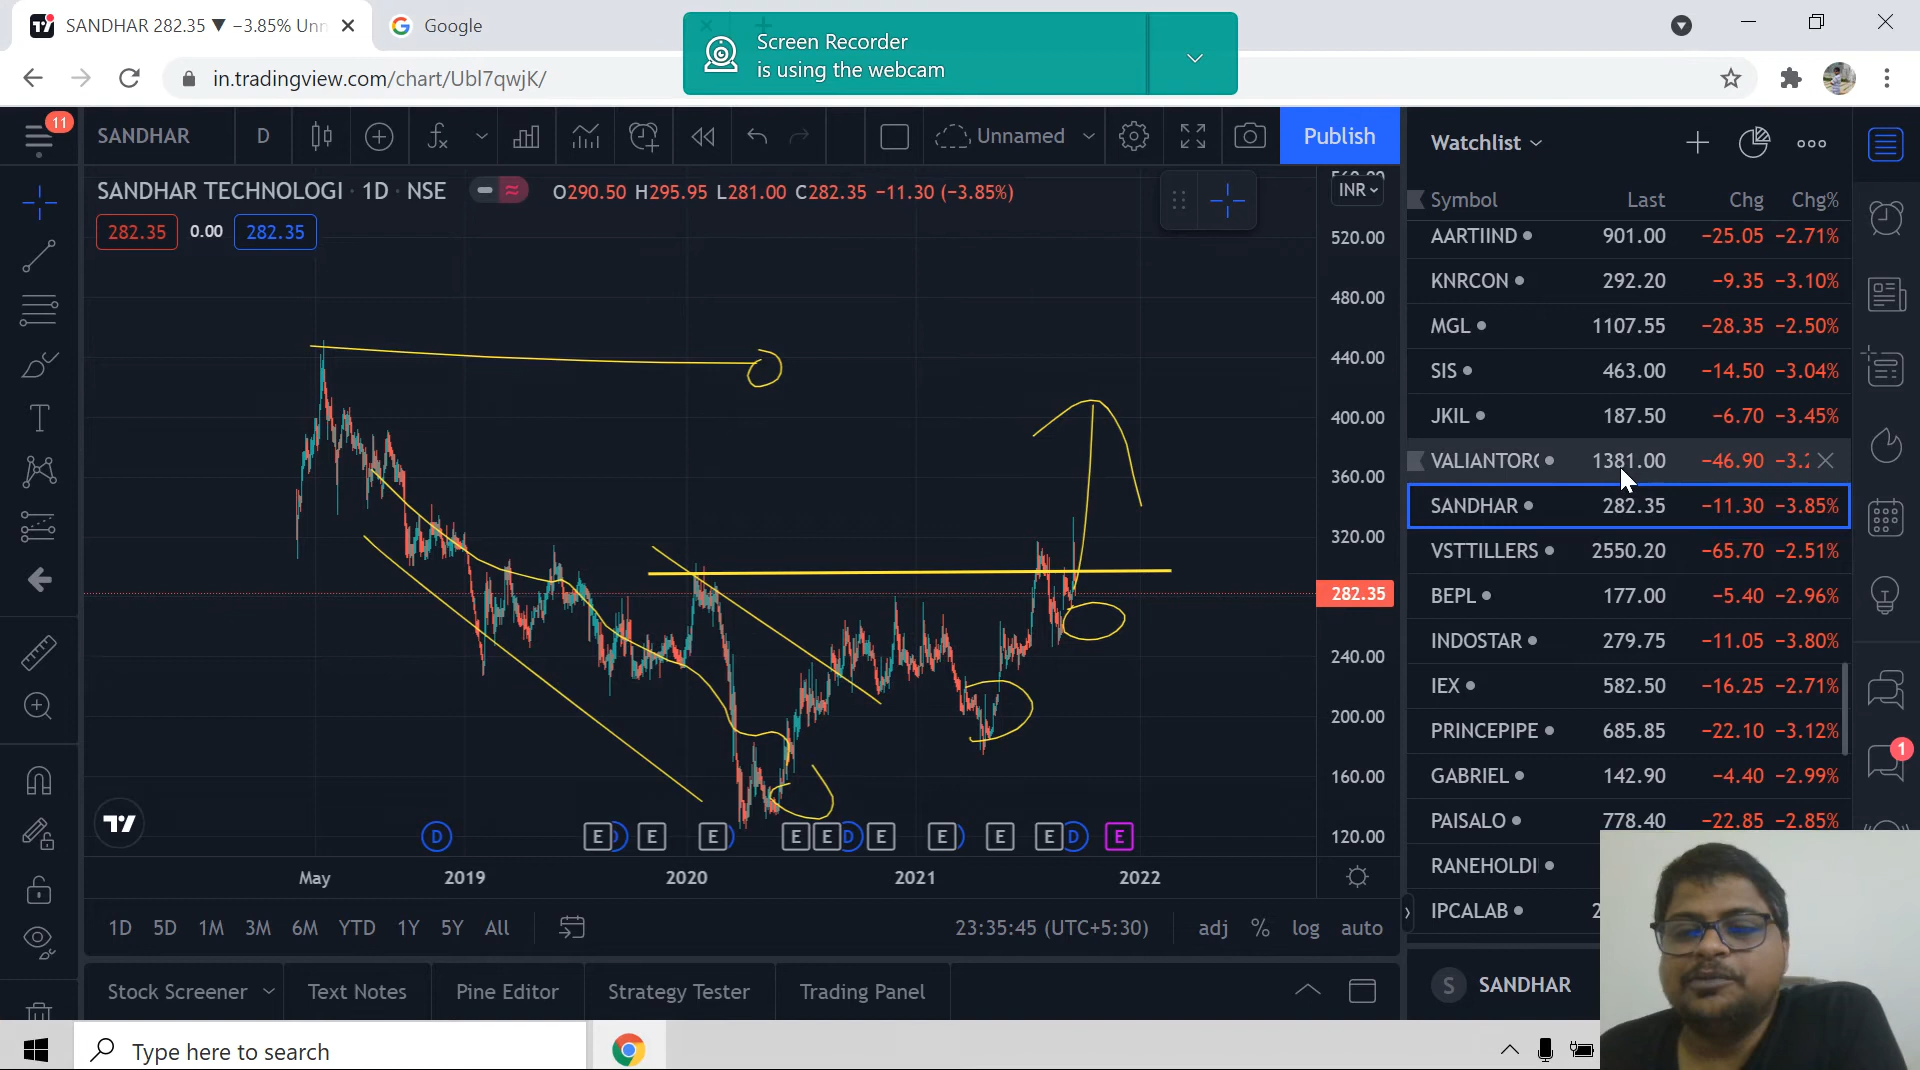 SANDHAR 282.35 ▼ −3.85% Unn
Google
Screen Recorder
is using the webcam
in.tradingview.com/chart/Ubl7qwjK/
11
SANDHAR
D
Unnamed
Publish
Watchlist
SANDHAR TECHNOLOGI · 1D · NSE
O290.50 H295.95 L281.00 C282.35 −11.30 (−3.85%)
282.35 0.00 282.35
INR
560.00
520.00
480.00
440.00
400.00
360.00
320.00
282.35
240.00
200.00
160.00
120.00
D E D E E D E E D E E D E E D E
May 2019 2020 2021 2022
1D 5D 1M 3M 6M YTD 1Y 5Y All
23:35:45 (UTC+5:30)
adj % log auto
Stock Screener Text Notes Pine Editor Strategy Tester Trading Panel
Symbol Last Chg Chg%
AARTIIND 901.00 −25.05 −2.71%
KNRCON 292.20 −9.35 −3.10%
MGL 1107.55 −28.35 −2.50%
SIS 463.00 −14.50 −3.04%
JKIL 187.50 −6.70 −3.45%
VALIANTOR 1381.00 −46.90
SANDHAR 282.35 −11.30 −3.85%
VSTTILLERS 2550.20 −65.70 −2.51%
BEPL 177.00 −5.40 −2.96%
INDOSTAR 279.75 −11.05 −3.80%
IEX 582.50 −16.25 −2.71%
PRINCEPIPE 685.85 −22.10 −3.12%
GABRIEL 142.90 −4.40 −2.99%
PAISALO 778.40 −22.85 −2.85%
RANEHOLDI
IPCALAB 2
S SANDHAR
1
Type here to search